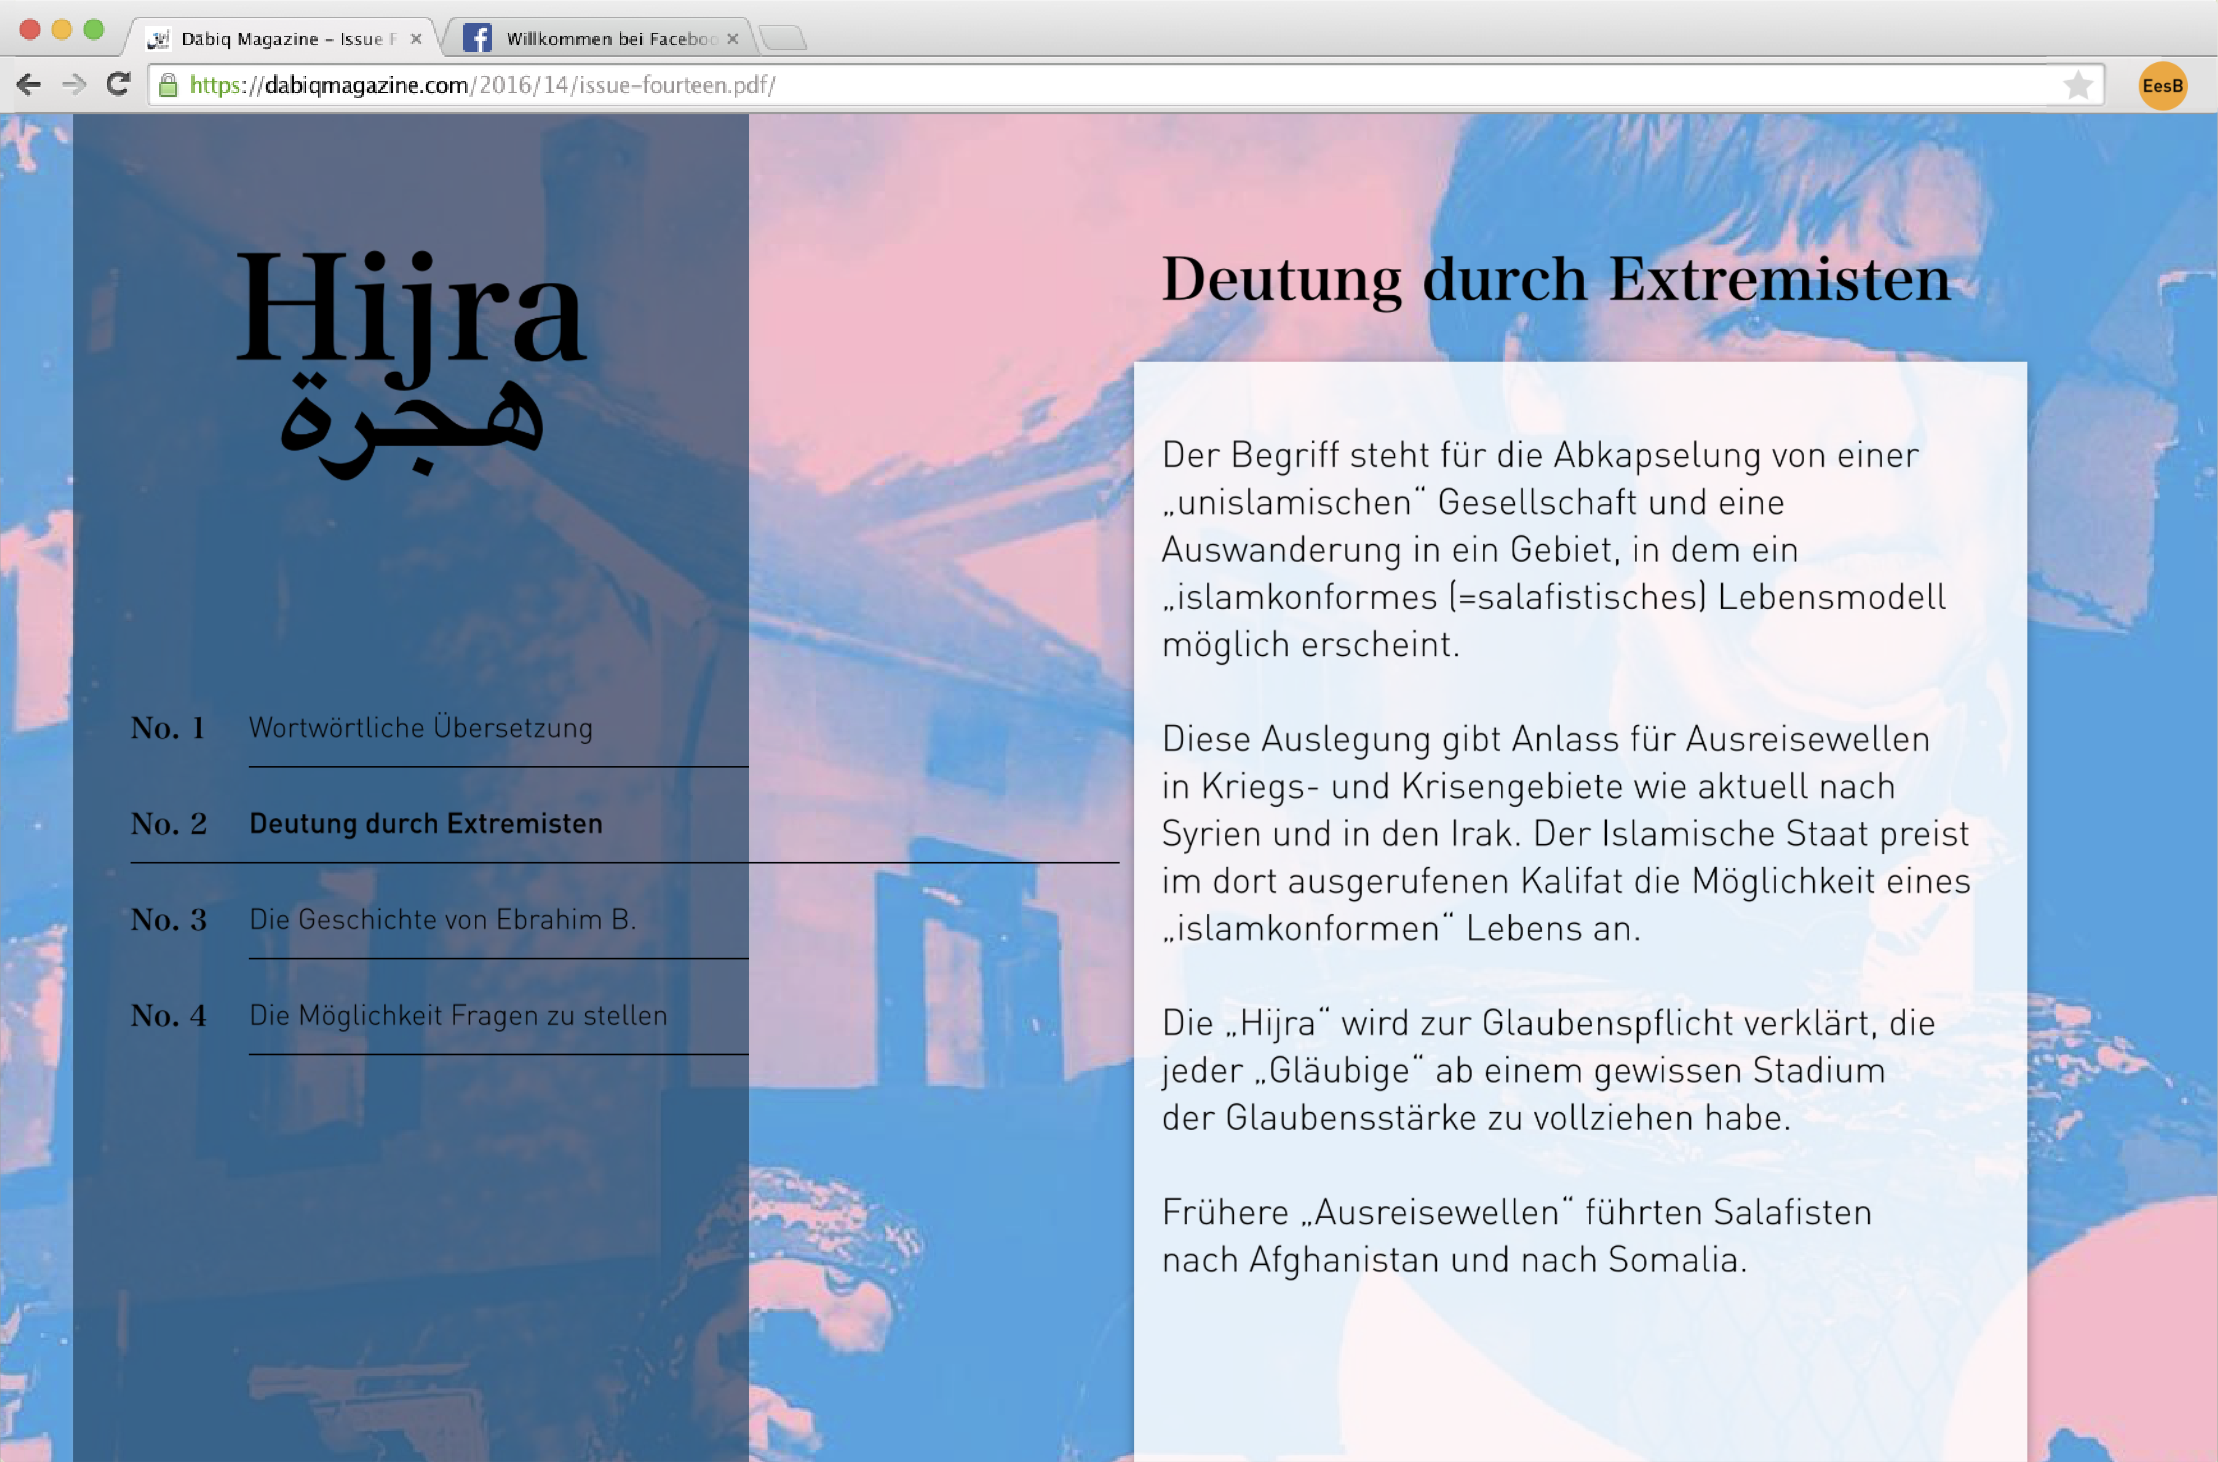 Dabiq Magazine – Issue F
Willkommen bei Faceboo
https://dabiqmagazine.com/2016/14/issue-fourteen.pdf/
EesB
Hijra
هجرة
No. 1 Wortwörtliche Übersetzung
No. 2 Deutung durch Extremisten
No. 3 Die Geschichte von Ebrahim B.
No. 4 Die Möglichkeit Fragen zu stellen
Deutung durch Extremisten
Der Begriff steht für die Abkapselung von einer
„unislamischen“ Gesellschaft und eine
Auswanderung in ein Gebiet, in dem ein
„islamkonformes (=salafistisches) Lebensmodell
möglich erscheint.
Diese Auslegung gibt Anlass für Ausreisewellen
in Kriegs- und Krisengebiete wie aktuell nach
Syrien und in den Irak. Der Islamische Staat preist
im dort ausgerufenen Kalifat die Möglichkeit eines
„islamkonformen“ Lebens an.
Die „Hijra“ wird zur Glaubenspflicht verklärt, die
jeder „Gläubige“ ab einem gewissen Stadium
der Glaubensstärke zu vollziehen habe.
Frühere „Ausreisewellen“ führten Salafisten
nach Afghanistan und nach Somalia.